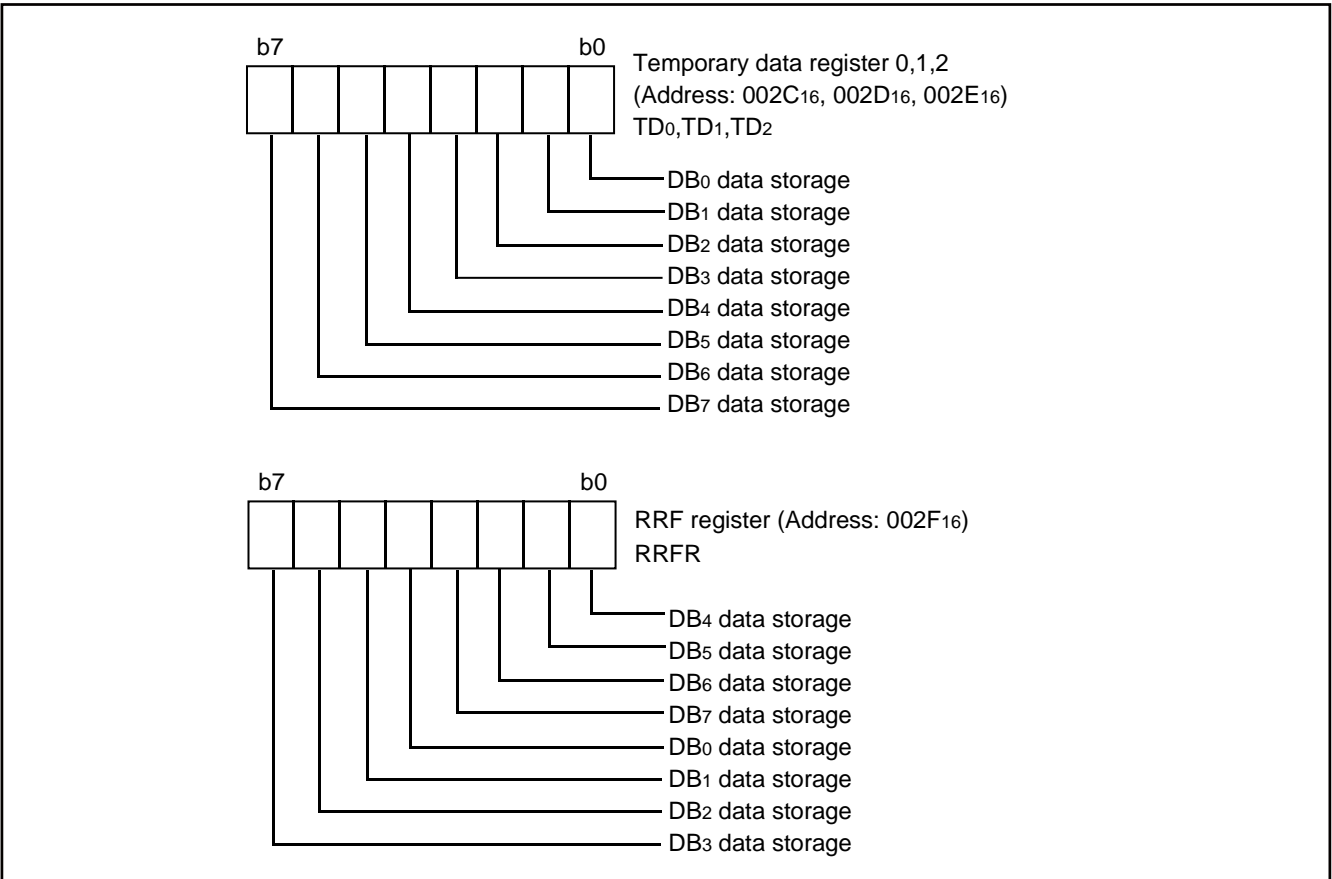 b7 b0
Temporary data register 0,1,2
(Address: 002C16, 002D16, 002E16)
TD0,TD1,TD2
DB0 data storage
DB1 data storage
DB2 data storage
DB3 data storage
DB4 data storage
DB5 data storage
DB6 data storage
DB7 data storage
b7 b0
RRF register (Address: 002F16)
RRFR
DB4 data storage
DB5 data storage
DB6 data storage
DB7 data storage
DB0 data storage
DB1 data storage
DB2 data storage
DB3 data storage